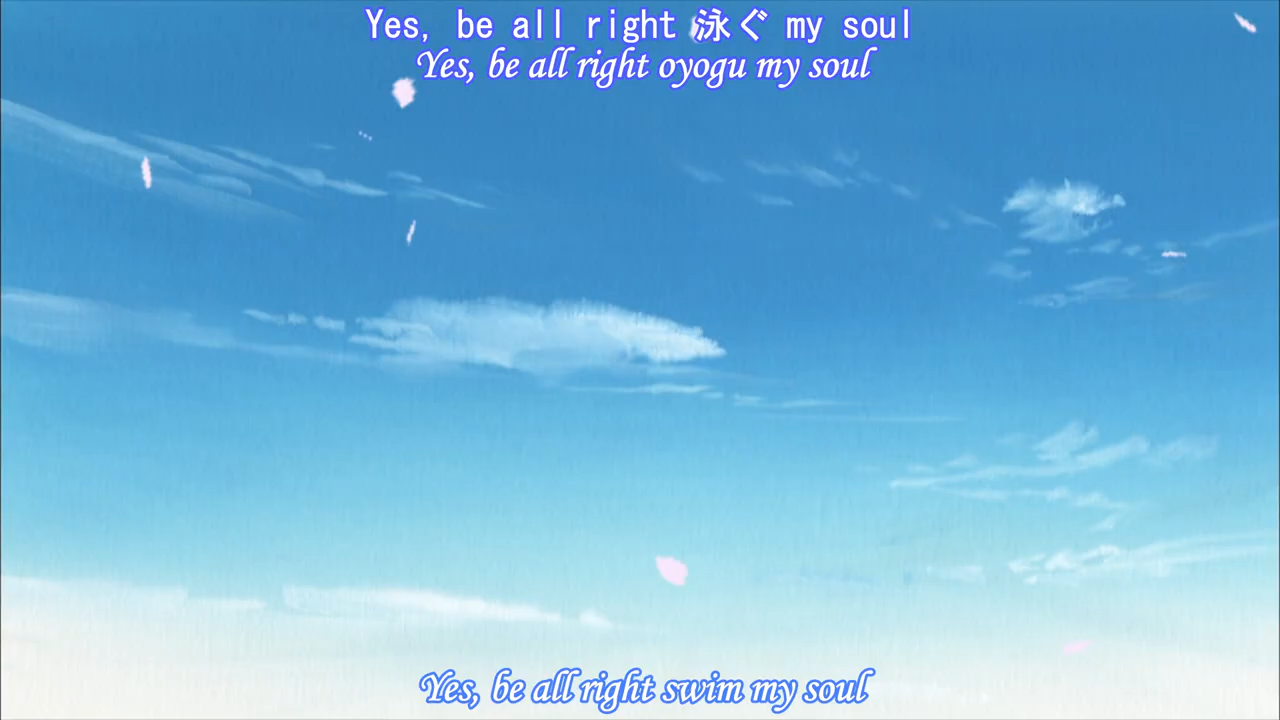 Yes, be all right 泳ぐ my soul
Yes, be all right oyogu my soul
Yes, be all right swim my soul